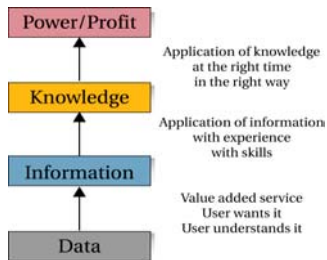 Power/Profit
Application of knowledge
at the right time
in the right way
Knowledge
Application of information
with experience
with skills
Information
Value added service
User wants it
User understands it
Data